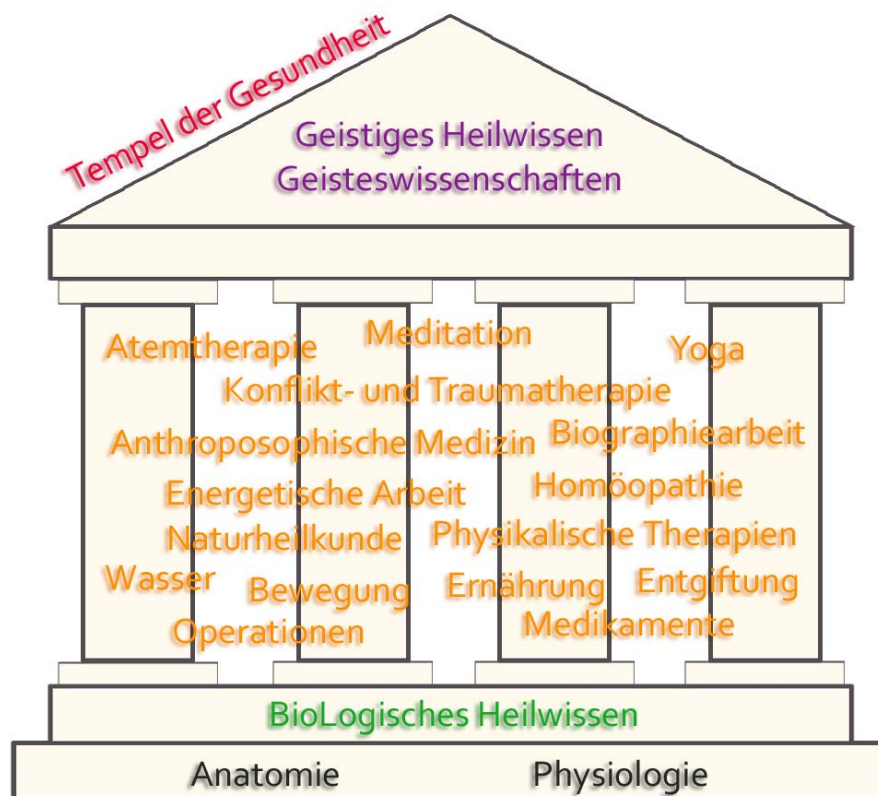 Tempel der Gesundheit
Geistiges Heilwissen
Geisteswissenschaften
Atemtherapie
Meditation
Yoga
Konflikt- und Traumatherapie
Anthroposophische Medizin
Biographiearbeit
Energetische Arbeit
Homöopathie
Naturheilkunde
Physikalische Therapien
Wasser
Bewegung
Ernährung
Entgiftung
Operationen
Medikamente
BioLogisches Heilwissen
Anatomie
Physiologie